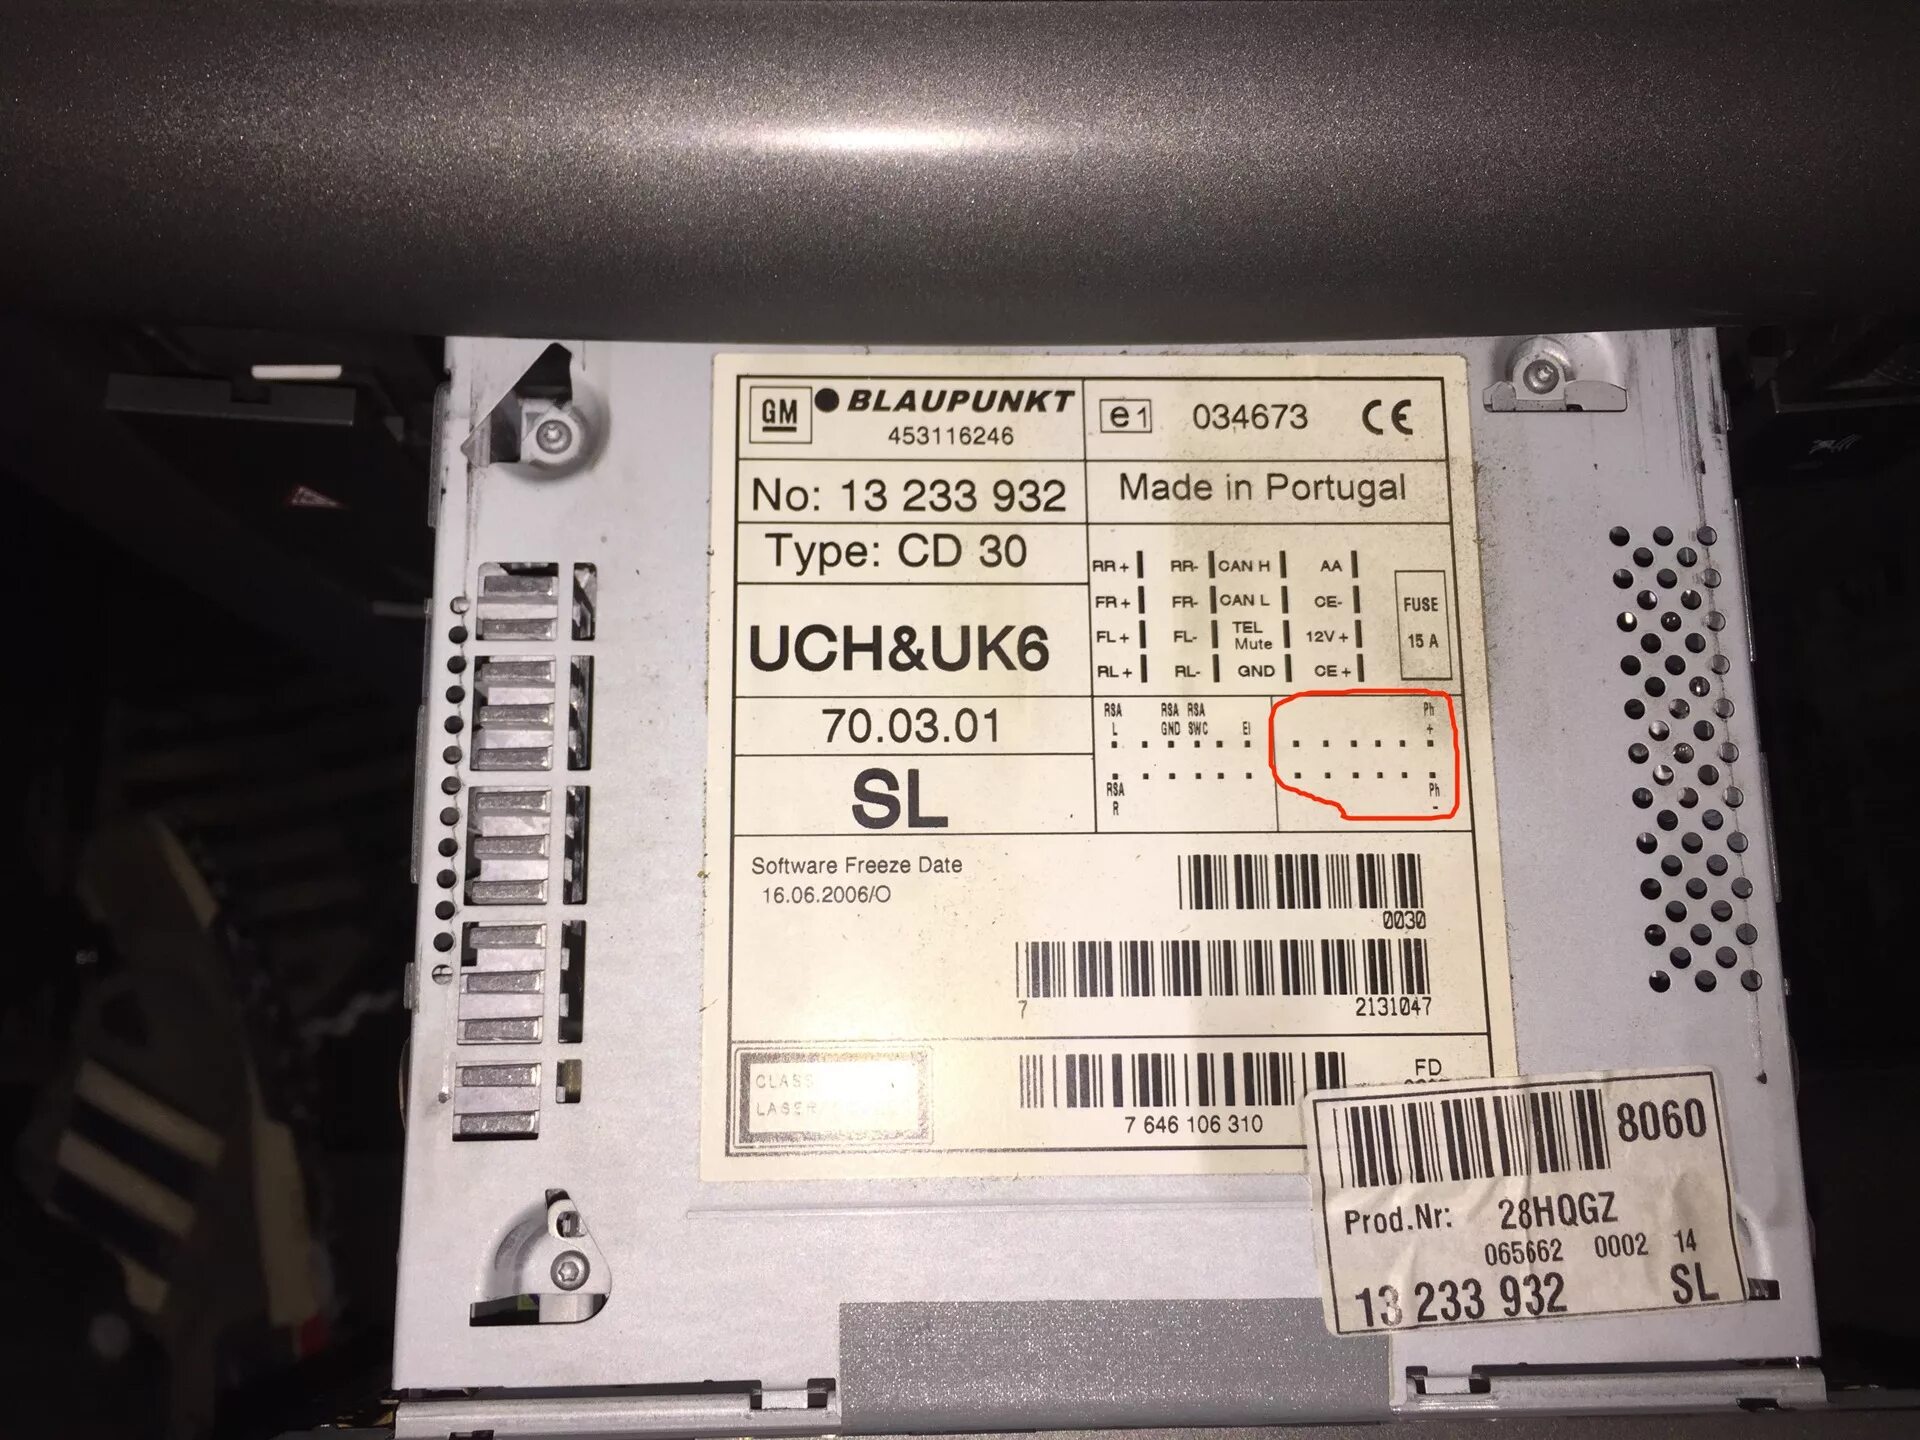 GM BLAUPUNKT
453116246
e1 034673 CE
No: 13 233 932
Made in Portugal
Type: CD 30
UCH&UK6
70.03.01
SL
RR+ RR- CAN H AA
FR+ FR- CAN L CE-
FL+ FL- TEL Mute 12V+
RL+ RL- GND CE+
FUSE
15 A
RSA RSA RSA Ph
L GND SWC EI +
RSA Ph
R -
Software Freeze Date
16.06.2006/O
0030
7 2131047
CLASS
LASER
FD
7 646 106 310
8060
Prod.Nr: 28HQGZ
065662 0002 14
13 233 932 SL